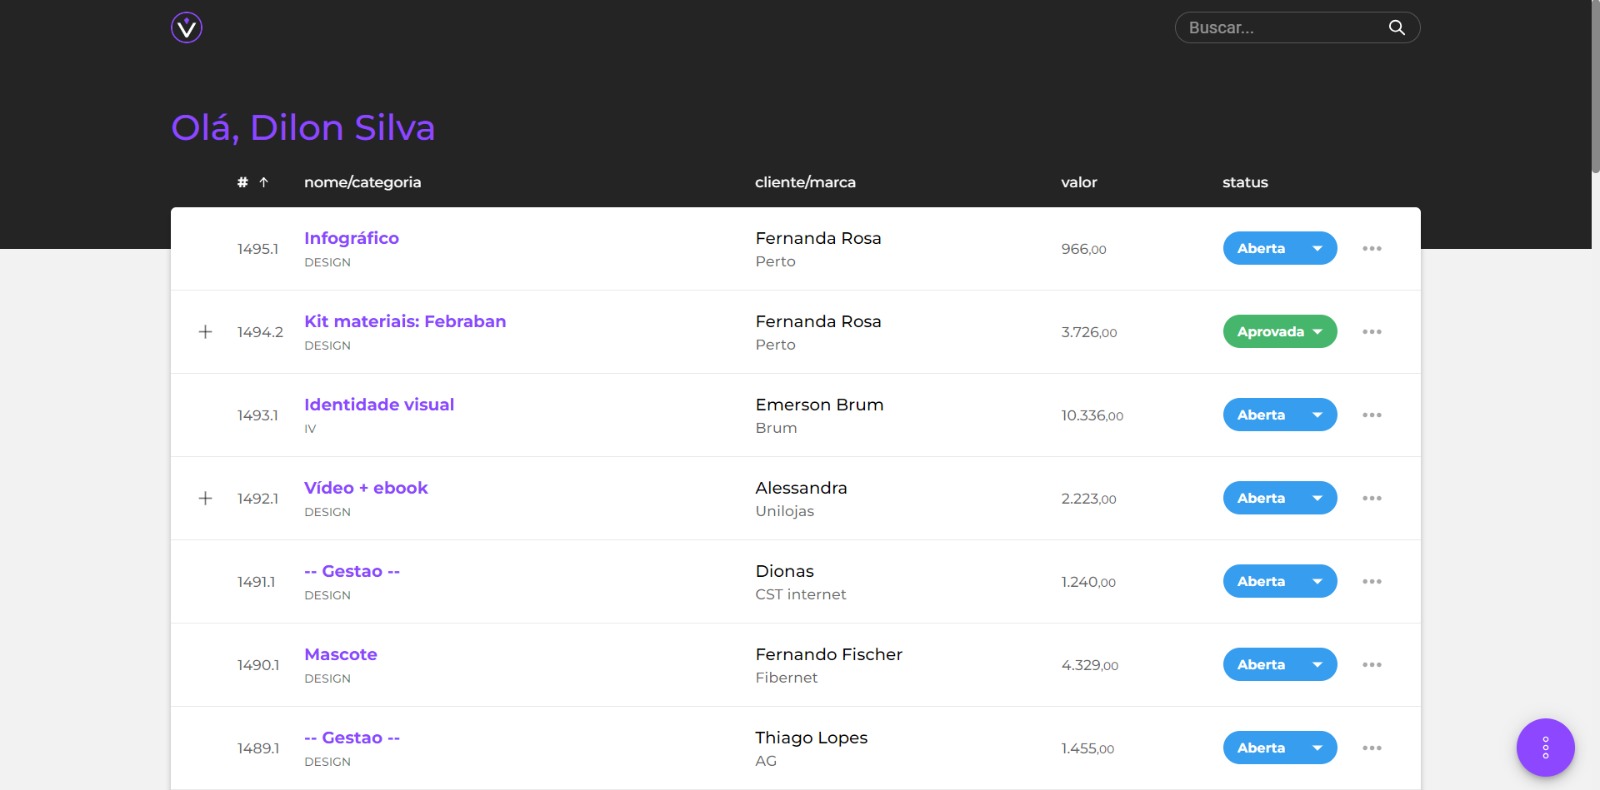 V
Buscar...
Olá, Dilon Silva
# ↑ nome/categoria cliente/marca valor status
1495.1 Infográfico Fernanda Rosa 966,00 Aberta
DESIGN Perto
+ 1494.2 Kit materiais: Febraban Fernanda Rosa 3.726,00 Aprovada
DESIGN Perto
1493.1 Identidade visual Emerson Brum 10.336,00 Aberta
IV Brum
+ 1492.1 Vídeo + ebook Alessandra 2.223,00 Aberta
DESIGN Unilojas
1491.1 -- Gestao -- Dionas 1.240,00 Aberta
DESIGN CST internet
1490.1 Mascote Fernando Fischer 4.329,00 Aberta
DESIGN Fibernet
1489.1 -- Gestao -- Thiago Lopes 1.455,00 Aberta
DESIGN AG